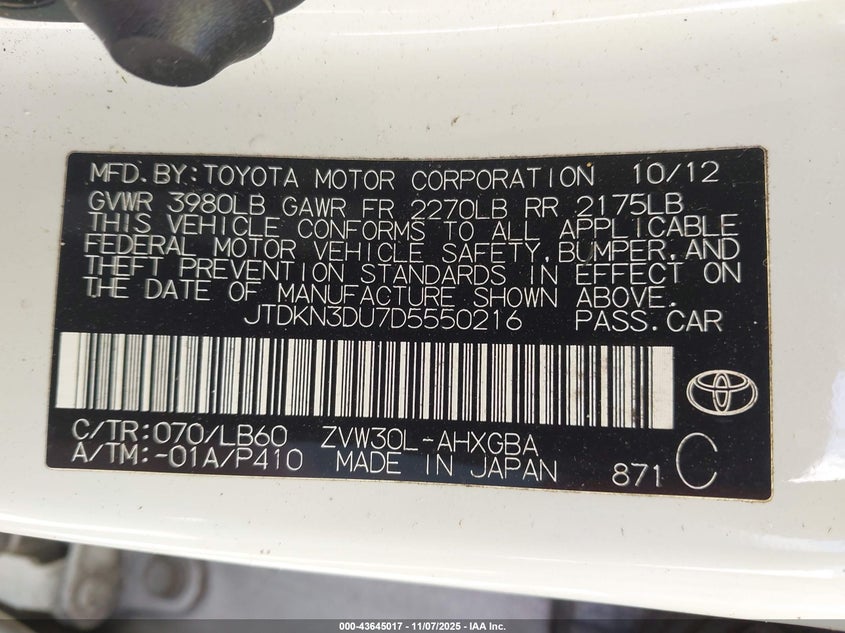 MFD.BY:TOYOTA MOTOR CORPORATION 10/12
GVWR 3980LB GAWR FR 2270LB RR 2175LB
THIS VEHICLE CONFORMS TO ALL APPLICABLE
FEDERAL MOTOR VEHICLE SAFETY,BUMPER,AND
THEFT PREVENTION STANDARDS IN EFFECT ON
THE DATE OF MANUFACTURE SHOWN ABOVE.
JTDKN3DU7D5550216 PASS.CAR
C/TR:070/LB60 ZVW30L-AHXGBA
A/TM:-01A/P410 MADE IN JAPAN 871 C
000-43645017 - 11/07/2025 - IAA Inc.